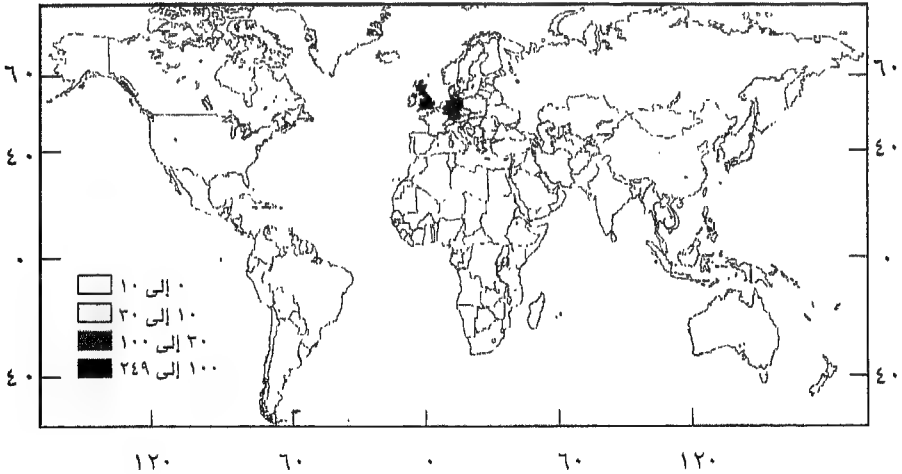 ٦٠ ٦٠
٤٠ ٤٠
٠ ٠
٠ إلى ١٠
١٠ إلى ٣٠
٣٠ إلى ١٠٠
١٠٠ إلى ٢٤٩
٤٠ ٤٠
١٢٠ ٦٠ ٠ ٦٠ ١٢٠